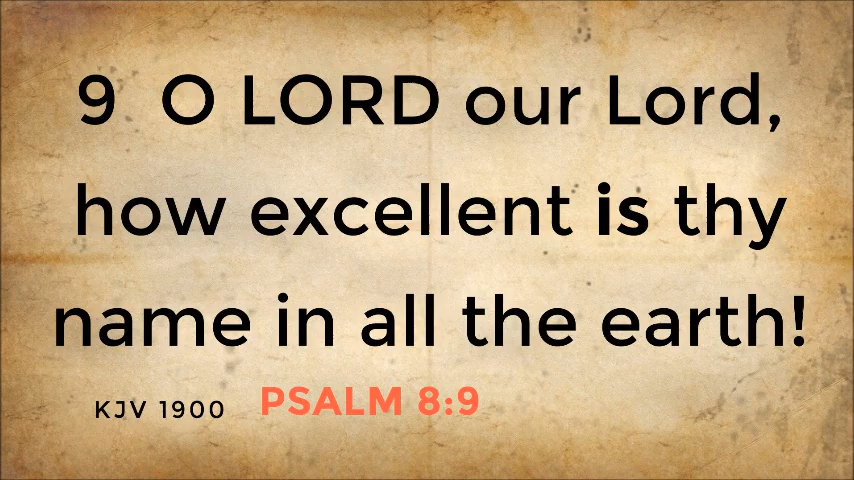 9 O LORD our Lord,
how excellent is thy
name in all the earth!
KJV 1900 PSALM 8:9